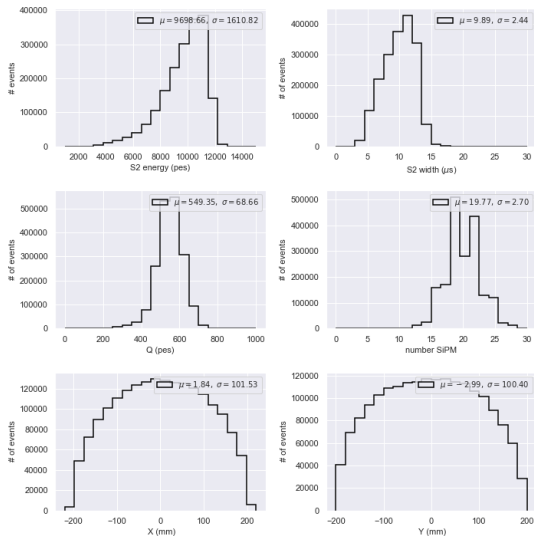 μ = 9698.66, σ = 1610.82
# events
400000
300000
200000
100000
0
2000 4000 6000 8000 10000 12000 14000
S2 energy (pes)
μ = 9.89, σ = 2.44
# of events
400000
300000
200000
100000
0
0 5 10 15 20 25 30
S2 width (μs)
μ = 549.35, σ = 68.66
# of events
500000
400000
300000
200000
100000
0
0 200 400 600 800 1000
Q (pes)
μ = 19.77, σ = 2.70
# of events
500000
400000
300000
200000
100000
0
0 5 10 15 20 25 30
number SiPM
μ = 1.84, σ = 101.53
# of events
120000
100000
80000
60000
40000
20000
0
−200 −100 0 100 200
X (mm)
μ = −2.99, σ = 100.40
# of events
120000
100000
80000
60000
40000
20000
0
−200 −100 0 100 200
Y (mm)